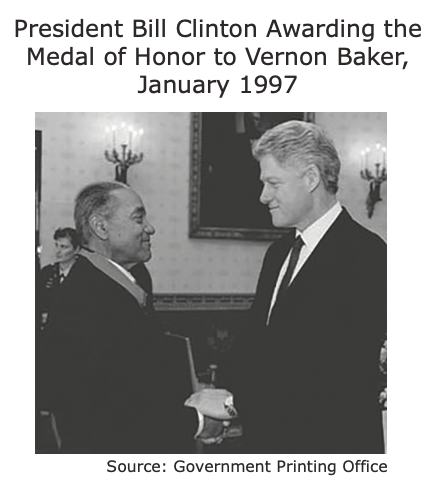 President Bill Clinton Awarding the
Medal of Honor to Vernon Baker,
January 1997
Source: Government Printing Office